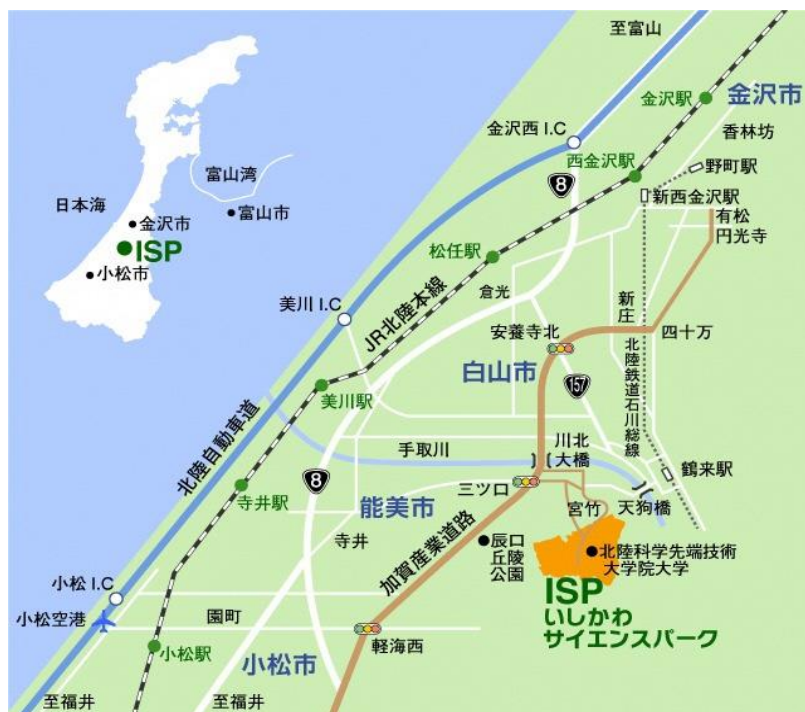 至富山
金沢駅
金沢市
金沢西 I.C
香林坊
西金沢駅
野町駅
8
新西金沢駅
富山湾
日本海
金沢市
富山市
ISP
小松市
有松
円光寺
松任駅
倉光
美川 I.C
JR北陸本線
新庄
安養寺北
四十万
白山市
157
北陸鉄道石川総線
美川駅
北陸自動車道
手取川
川北
大橋
鶴来駅
8
三ツ口
寺井駅
能美市
宮竹
天狗橋
寺井
加賀産業道路
辰口
丘陵
公園
北陸科学先端技術
大学院大学
ISP
いしかわ
サイエンスパーク
小松 I.C
小松空港
園町
小松駅
軽海西
小松市
至福井
至福井